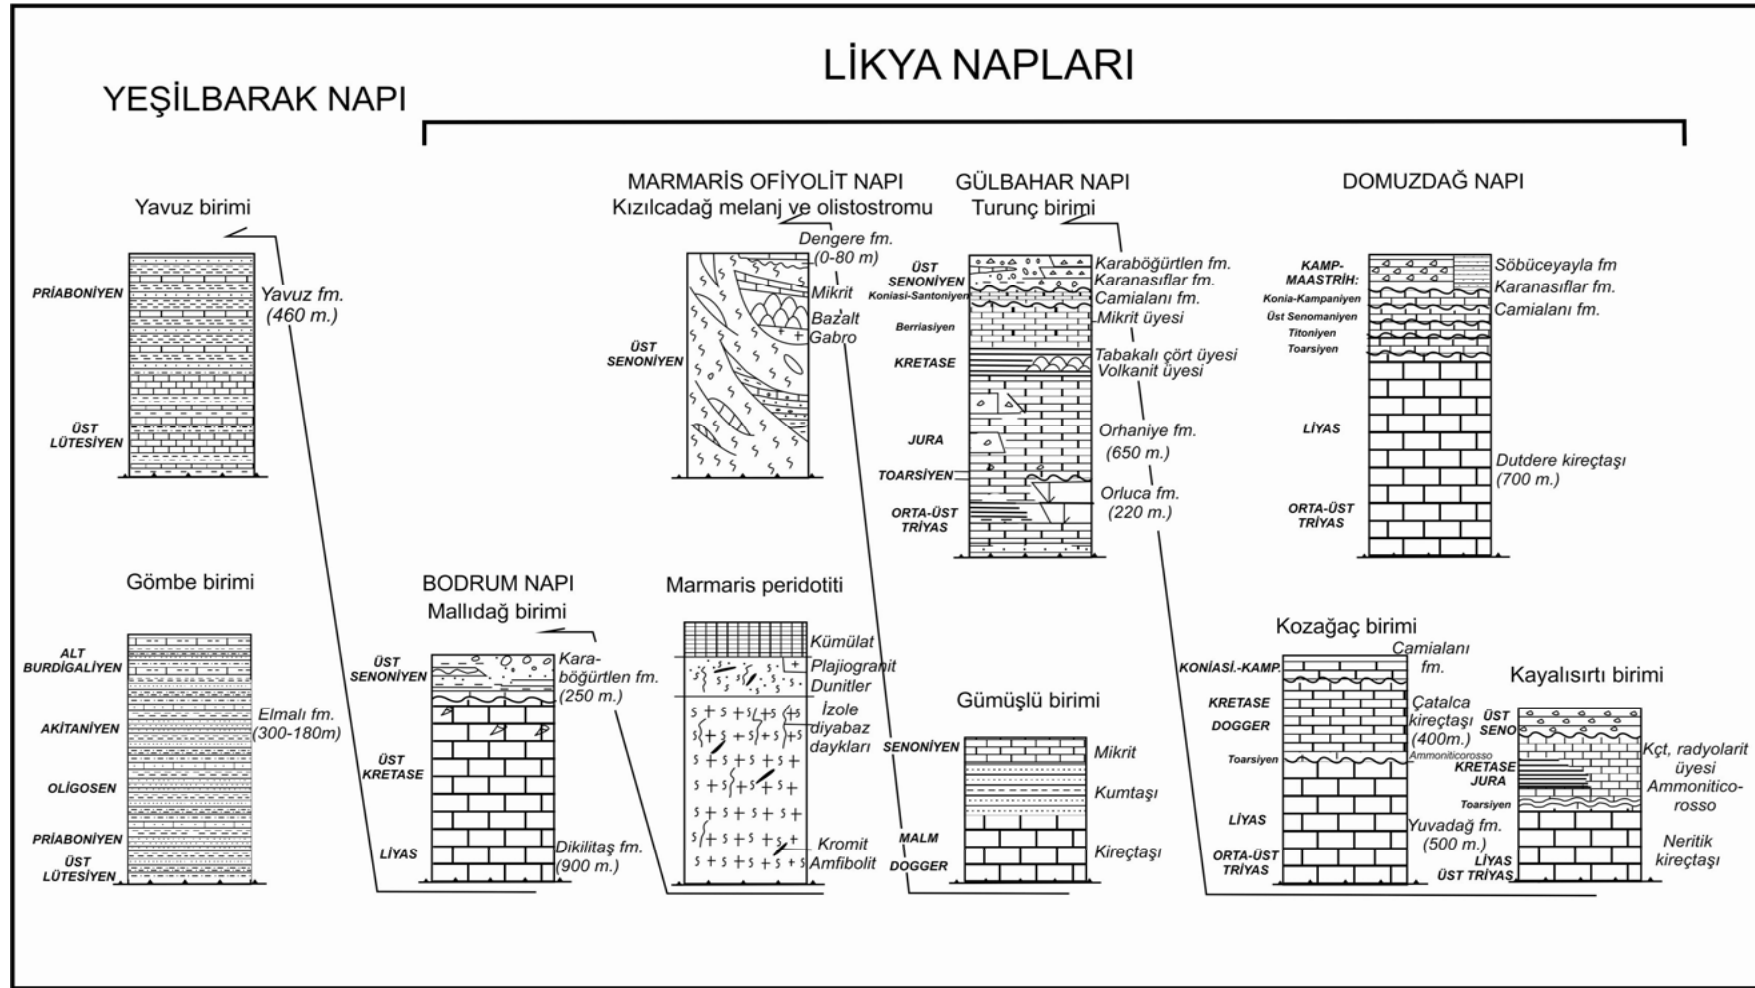 LİKYA NAPLARI
YEŞİLBARAK NAPI
Yavuz birimi
PRİABONİYEN
ÜST
LÜTESİYEN
Yavuz fm.
(460 m.)
Gömbe birimi
ALT
BURDİGALİYEN
AKİTANİYEN
OLİGOSEN
PRİABONİYEN
ÜST
LÜTESİYEN
Elmalı fm.
(300-180m)
BODRUM NAPI
Mallıdağ birimi
ÜST
SENONİYEN
ÜST
KRETASE
LİYAS
Kara-
böğürtlen fm.
(250 m.)
Dikilitaş fm.
(900 m.)
MARMARİS OFİYOLİT NAPI
Kızılcadağ melanj ve olistostromu
ÜST
SENONİYEN
Dengere fm.
(0-80 m)
Mikrit
Bazalt
Gabro
Marmaris peridotiti
Kümülat
Plajiogranit
Dunitler
İzole
diyabaz
daykları
Kromit
Amfibolit
GÜLBAHAR NAPI
Turunç birimi
ÜST
SENONİYEN
Koniasi-Santoniyen
Berriasiyen
KRETASE
JURA
TOARSİYEN
ORTA-ÜST
TRİYAS
Karaböğürtlen fm.
Karanasıflar fm.
Camialanı fm.
Mikrit üyesi
Tabakalı çört üyesi
Volkanit üyesi
Orhaniye fm.
(650 m.)
Orluca fm.
(220 m.)
Gümüşlü birimi
SENONİYEN
MALM
DOGGER
Mikrit
Kumtaşı
Kireçtaşı
DOMUZDAĞ NAPI
KAMP-
MAASTRİH:
Konia-Kampaniyen
Üst Senomaniyen
Titoniyen
Toarsiyen
LİYAS
ORTA-ÜST
TRİYAS
Söbüceyayla fm
Karanasıflar fm.
Camialanı fm.
Dutdere kireçtaşı
(700 m.)
Kozağaç birimi
KONİASİ.-KAMP.
KRETASE
DOGGER
Toarsiyen
LİYAS
ORTA-ÜST
TRİYAS
Camialanı
fm.
Çatalca
kireçtaşı
(400m.)
Ammoniticorosso
Yuvadağ fm.
(500 m.)
Kayalısırtı birimi
ÜST
SENO
KRETASE
JURA
Toarsiyen
LİYAS
ÜST TRİYAS
Kçt, radyolarit
üyesi
Ammonitico-
rosso
Neritik
kireçtaşı